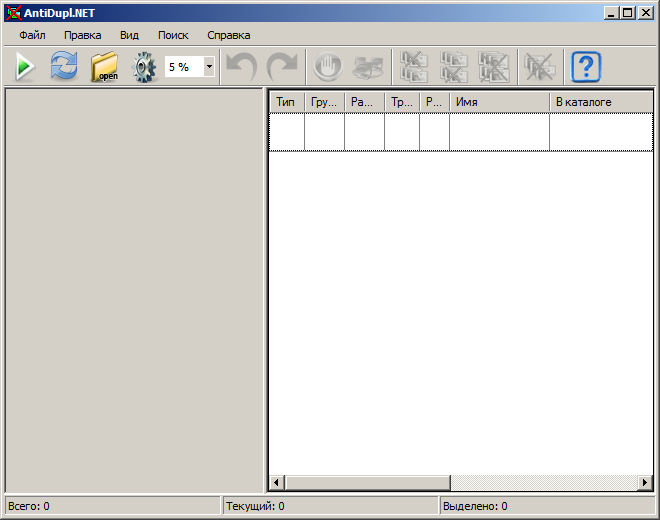 AntiDupl.NET
Файл Правка Вид Поиск Справка
open 5 % ?
Тип Гру... Ра... Тр... Р... Имя В каталоге
Всего: 0 Текущий: 0 Выделено: 0